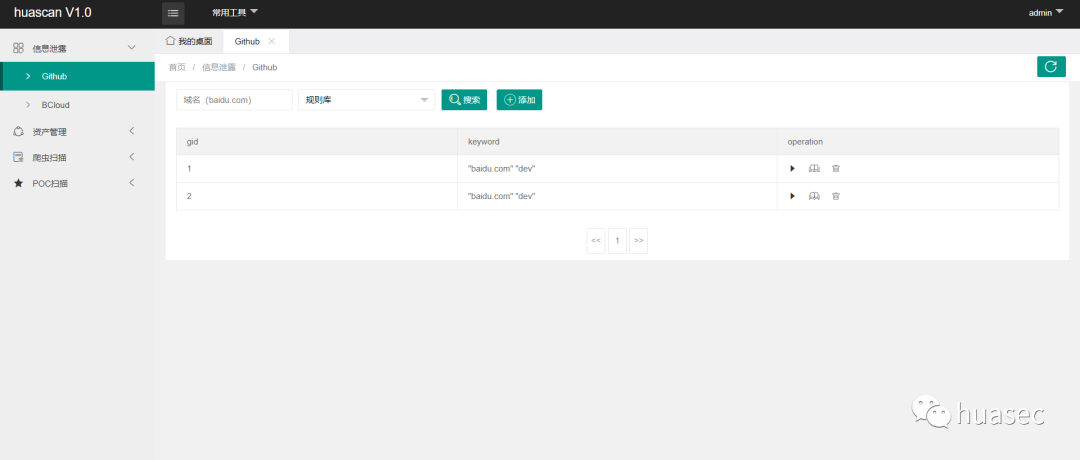 huascan V1.0
常用工具
admin
信息泄露
Github
BCloud
资产管理
爬虫扫描
POC扫描
我的桌面
Github
首页 / 信息泄露 / Github
域名（baidu.com）
规则库
搜索
添加
gid keyword operation
1 "baidu.com" "dev"
2 "baidu.com" "dev"
<< 1 >>
huasec